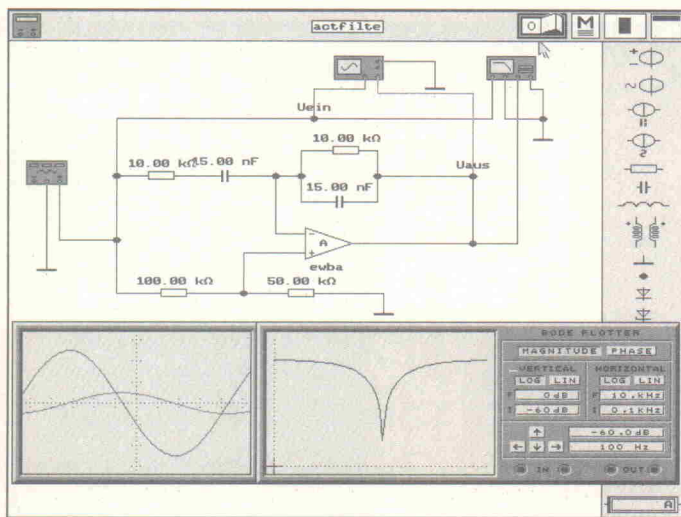 actfilte
M
Uein
10.00 kΩ
10.00 kΩ 15.00 nF
Uaus
15.00 nF
A
ewba
100.00 kΩ
50.00 kΩ
BODE PLOTTER
MAGNITUDE PHASE
VERTICAL HORIZONTAL
LOG LIN LOG LIN
F 0dB F 10.kHz
I -60dB I 0.1kHz
-60.0dB
100 Hz
IN OUT
A